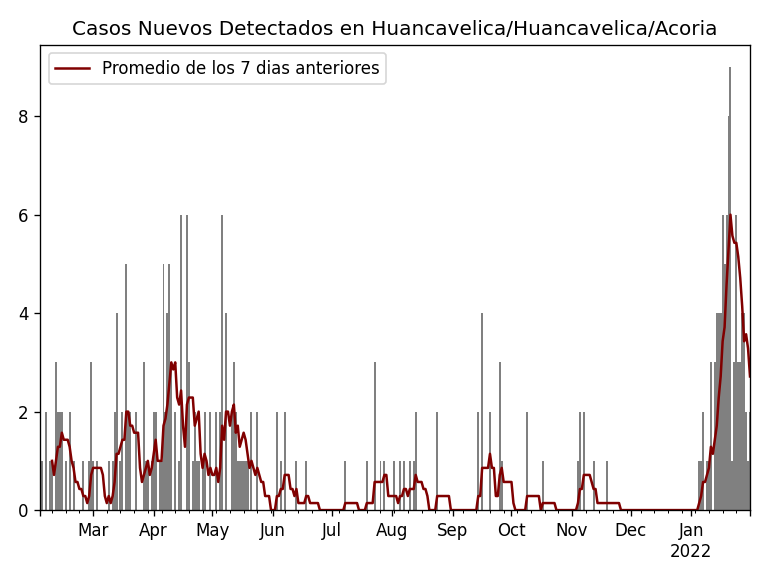 Casos Nuevos Detectados en Huancavelica/Huancavelica/Acoria
Promedio de los 7 dias anteriores
8
6
4
2
0
Mar Apr May Jun Jul Aug Sep Oct Nov Dec Jan
2022